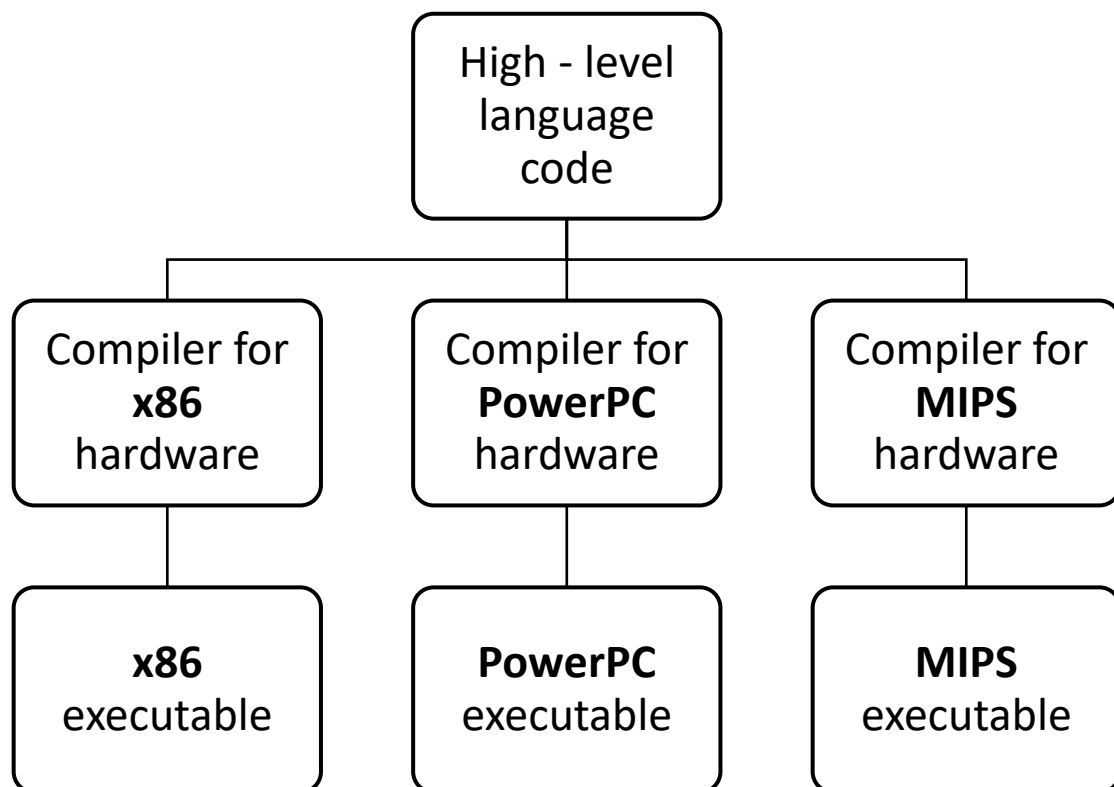 High - level
language
code
Compiler for
x86
hardware
Compiler for
PowerPC
hardware
Compiler for
MIPS
hardware
x86
executable
PowerPC
executable
MIPS
executable